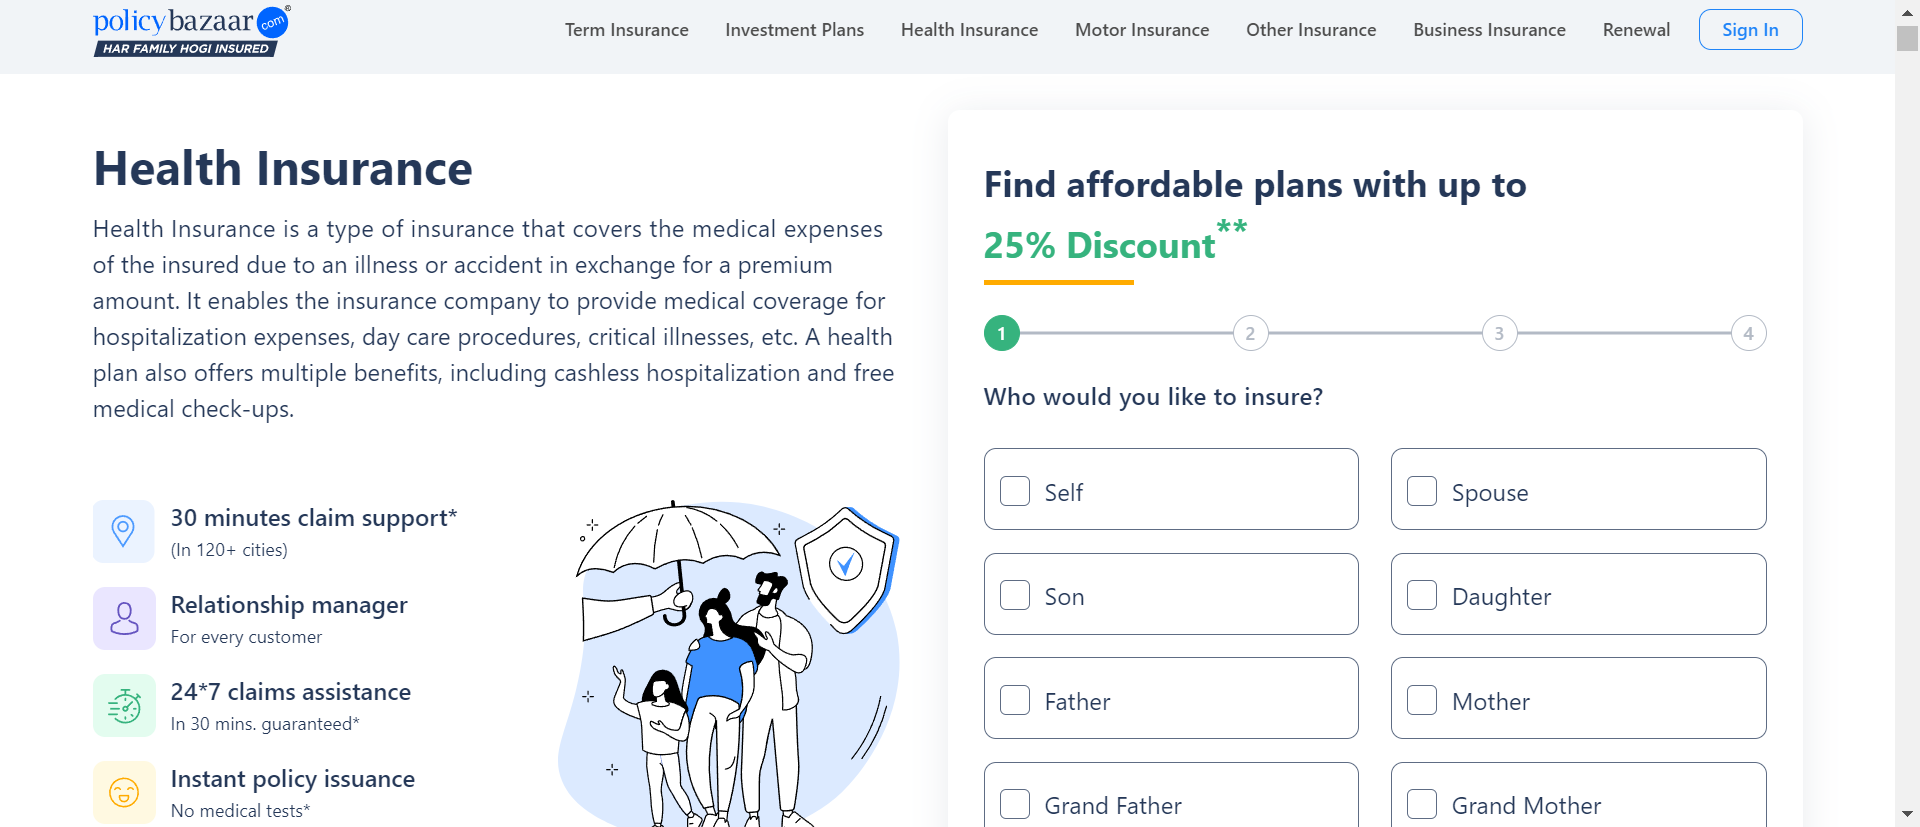 policybazaar com®
HAR FAMILY HOGI INSURED
Term Insurance
Investment Plans
Health Insurance
Motor Insurance
Other Insurance
Business Insurance
Renewal
Sign In
Health Insurance
Health Insurance is a type of insurance that covers the medical expenses
of the insured due to an illness or accident in exchange for a premium
amount. It enables the insurance company to provide medical coverage for
hospitalization expenses, day care procedures, critical illnesses, etc. A health
plan also offers multiple benefits, including cashless hospitalization and free
medical check-ups.
30 minutes claim support*
(In 120+ cities)
Relationship manager
For every customer
24*7 claims assistance
In 30 mins. guaranteed*
Instant policy issuance
No medical tests*
Find affordable plans with up to
25% Discount**
1
2
3
4
Who would you like to insure?
Self
Spouse
Son
Daughter
Father
Mother
Grand Father
Grand Mother